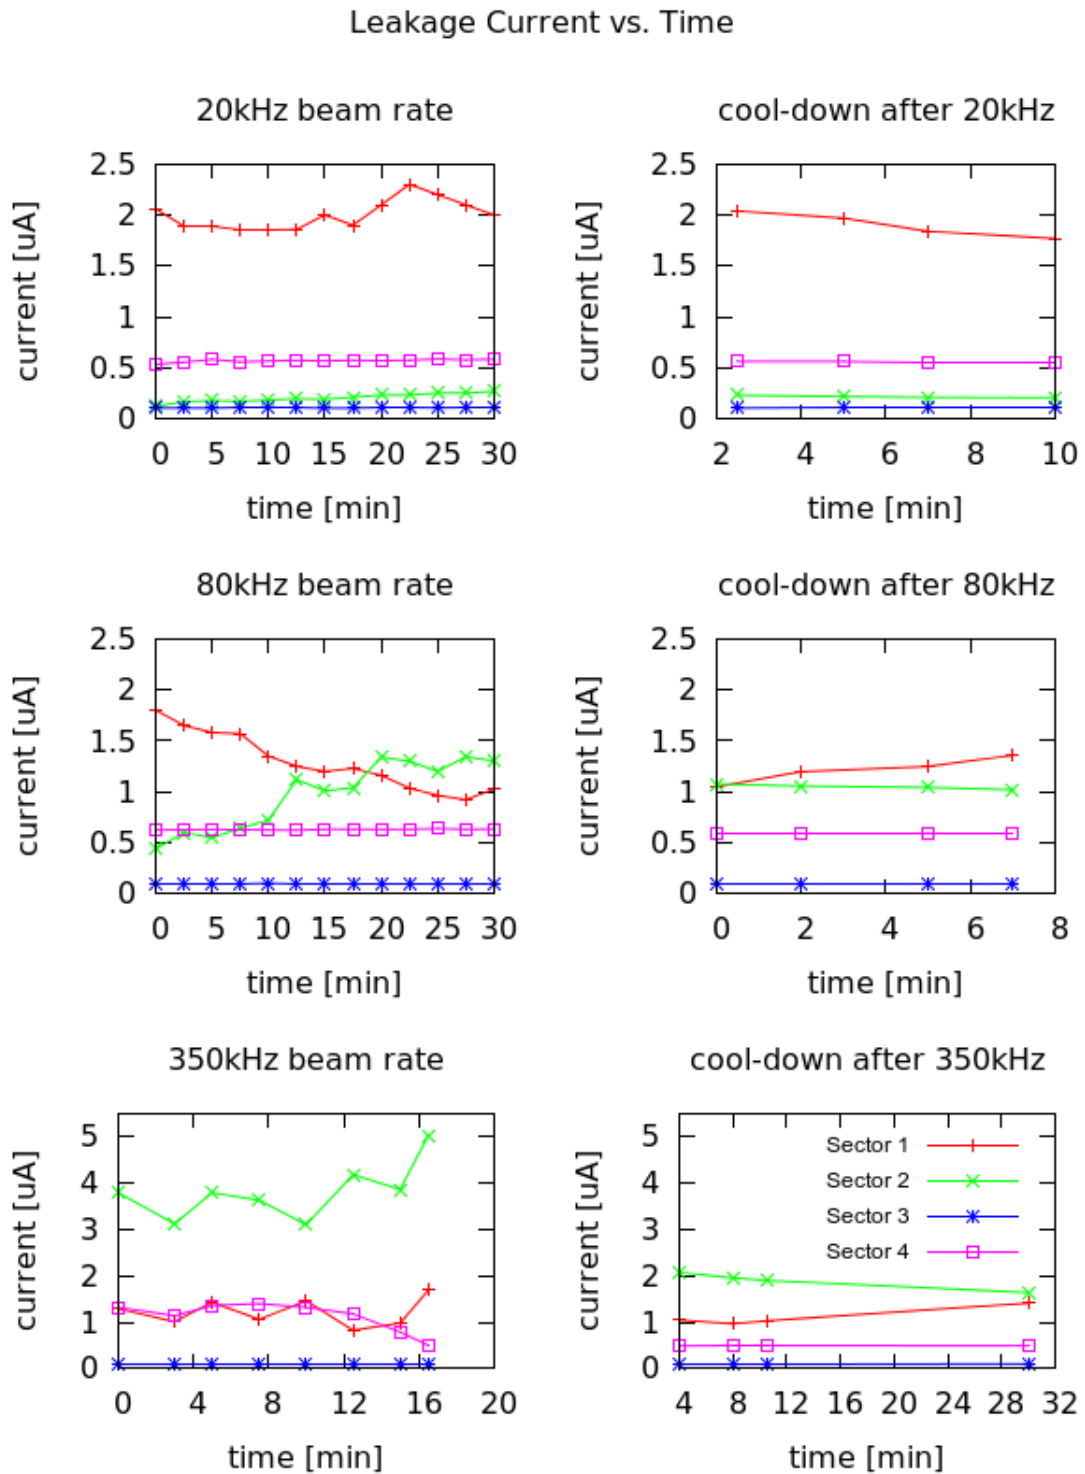 Leakage Current vs. Time
20kHz beam rate
2.5
2
1.5
1
0.5
0
current [uA]
0 5 10 15 20 25 30
time [min]
cool-down after 20kHz
2.5
2
1.5
1
0.5
0
current [uA]
2 4 6 8 10
time [min]
80kHz beam rate
2.5
2
1.5
1
0.5
0
current [uA]
0 5 10 15 20 25 30
time [min]
cool-down after 80kHz
2.5
2
1.5
1
0.5
0
current [uA]
0 2 4 6 8
time [min]
350kHz beam rate
5
4
3
2
1
0
current [uA]
0 4 8 12 16 20
time [min]
cool-down after 350kHz
5
4
3
2
1
0
current [uA]
Sector 1
Sector 2
Sector 3
Sector 4
4 8 12 16 20 24 28 32
time [min]